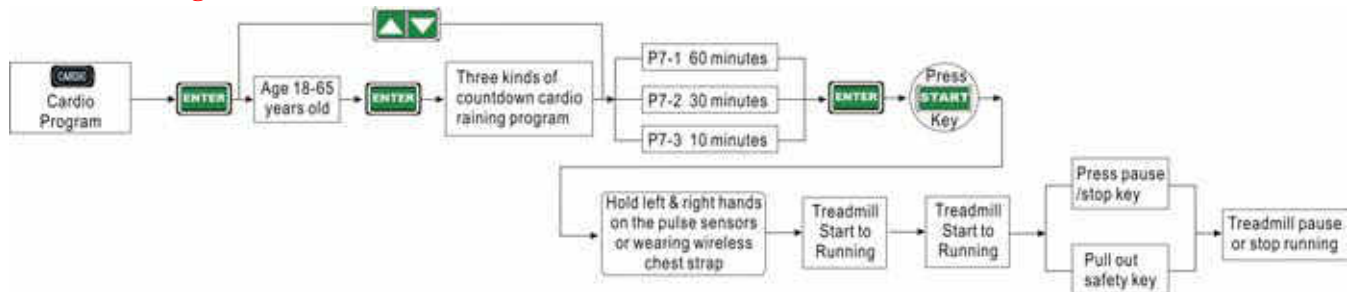 CARDIO
Cardio
Program
ENTER
Age 18-65
years old
ENTER
Three kinds of
countdown cardio
raining program
P7-1 60 minutes
P7-2 30 minutes
P7-3 10 minutes
ENTER
Press
START
Key
Hold left & right hands
on the pulse sensors
or wearing wireless
chest strap
Treadmill
Start to
Running
Treadmill
Start to
Running
Press pause
/stop key
Pull out
safety key
Treadmill pause
or stop running